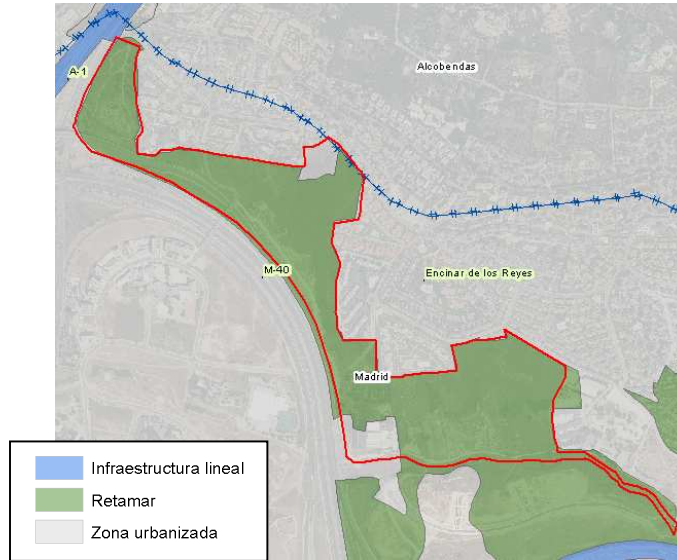 Alcobendas
A-1
M-40
Encinar de los Reyes
Madrid
Infraestructura lineal
Retamar
Zona urbanizada